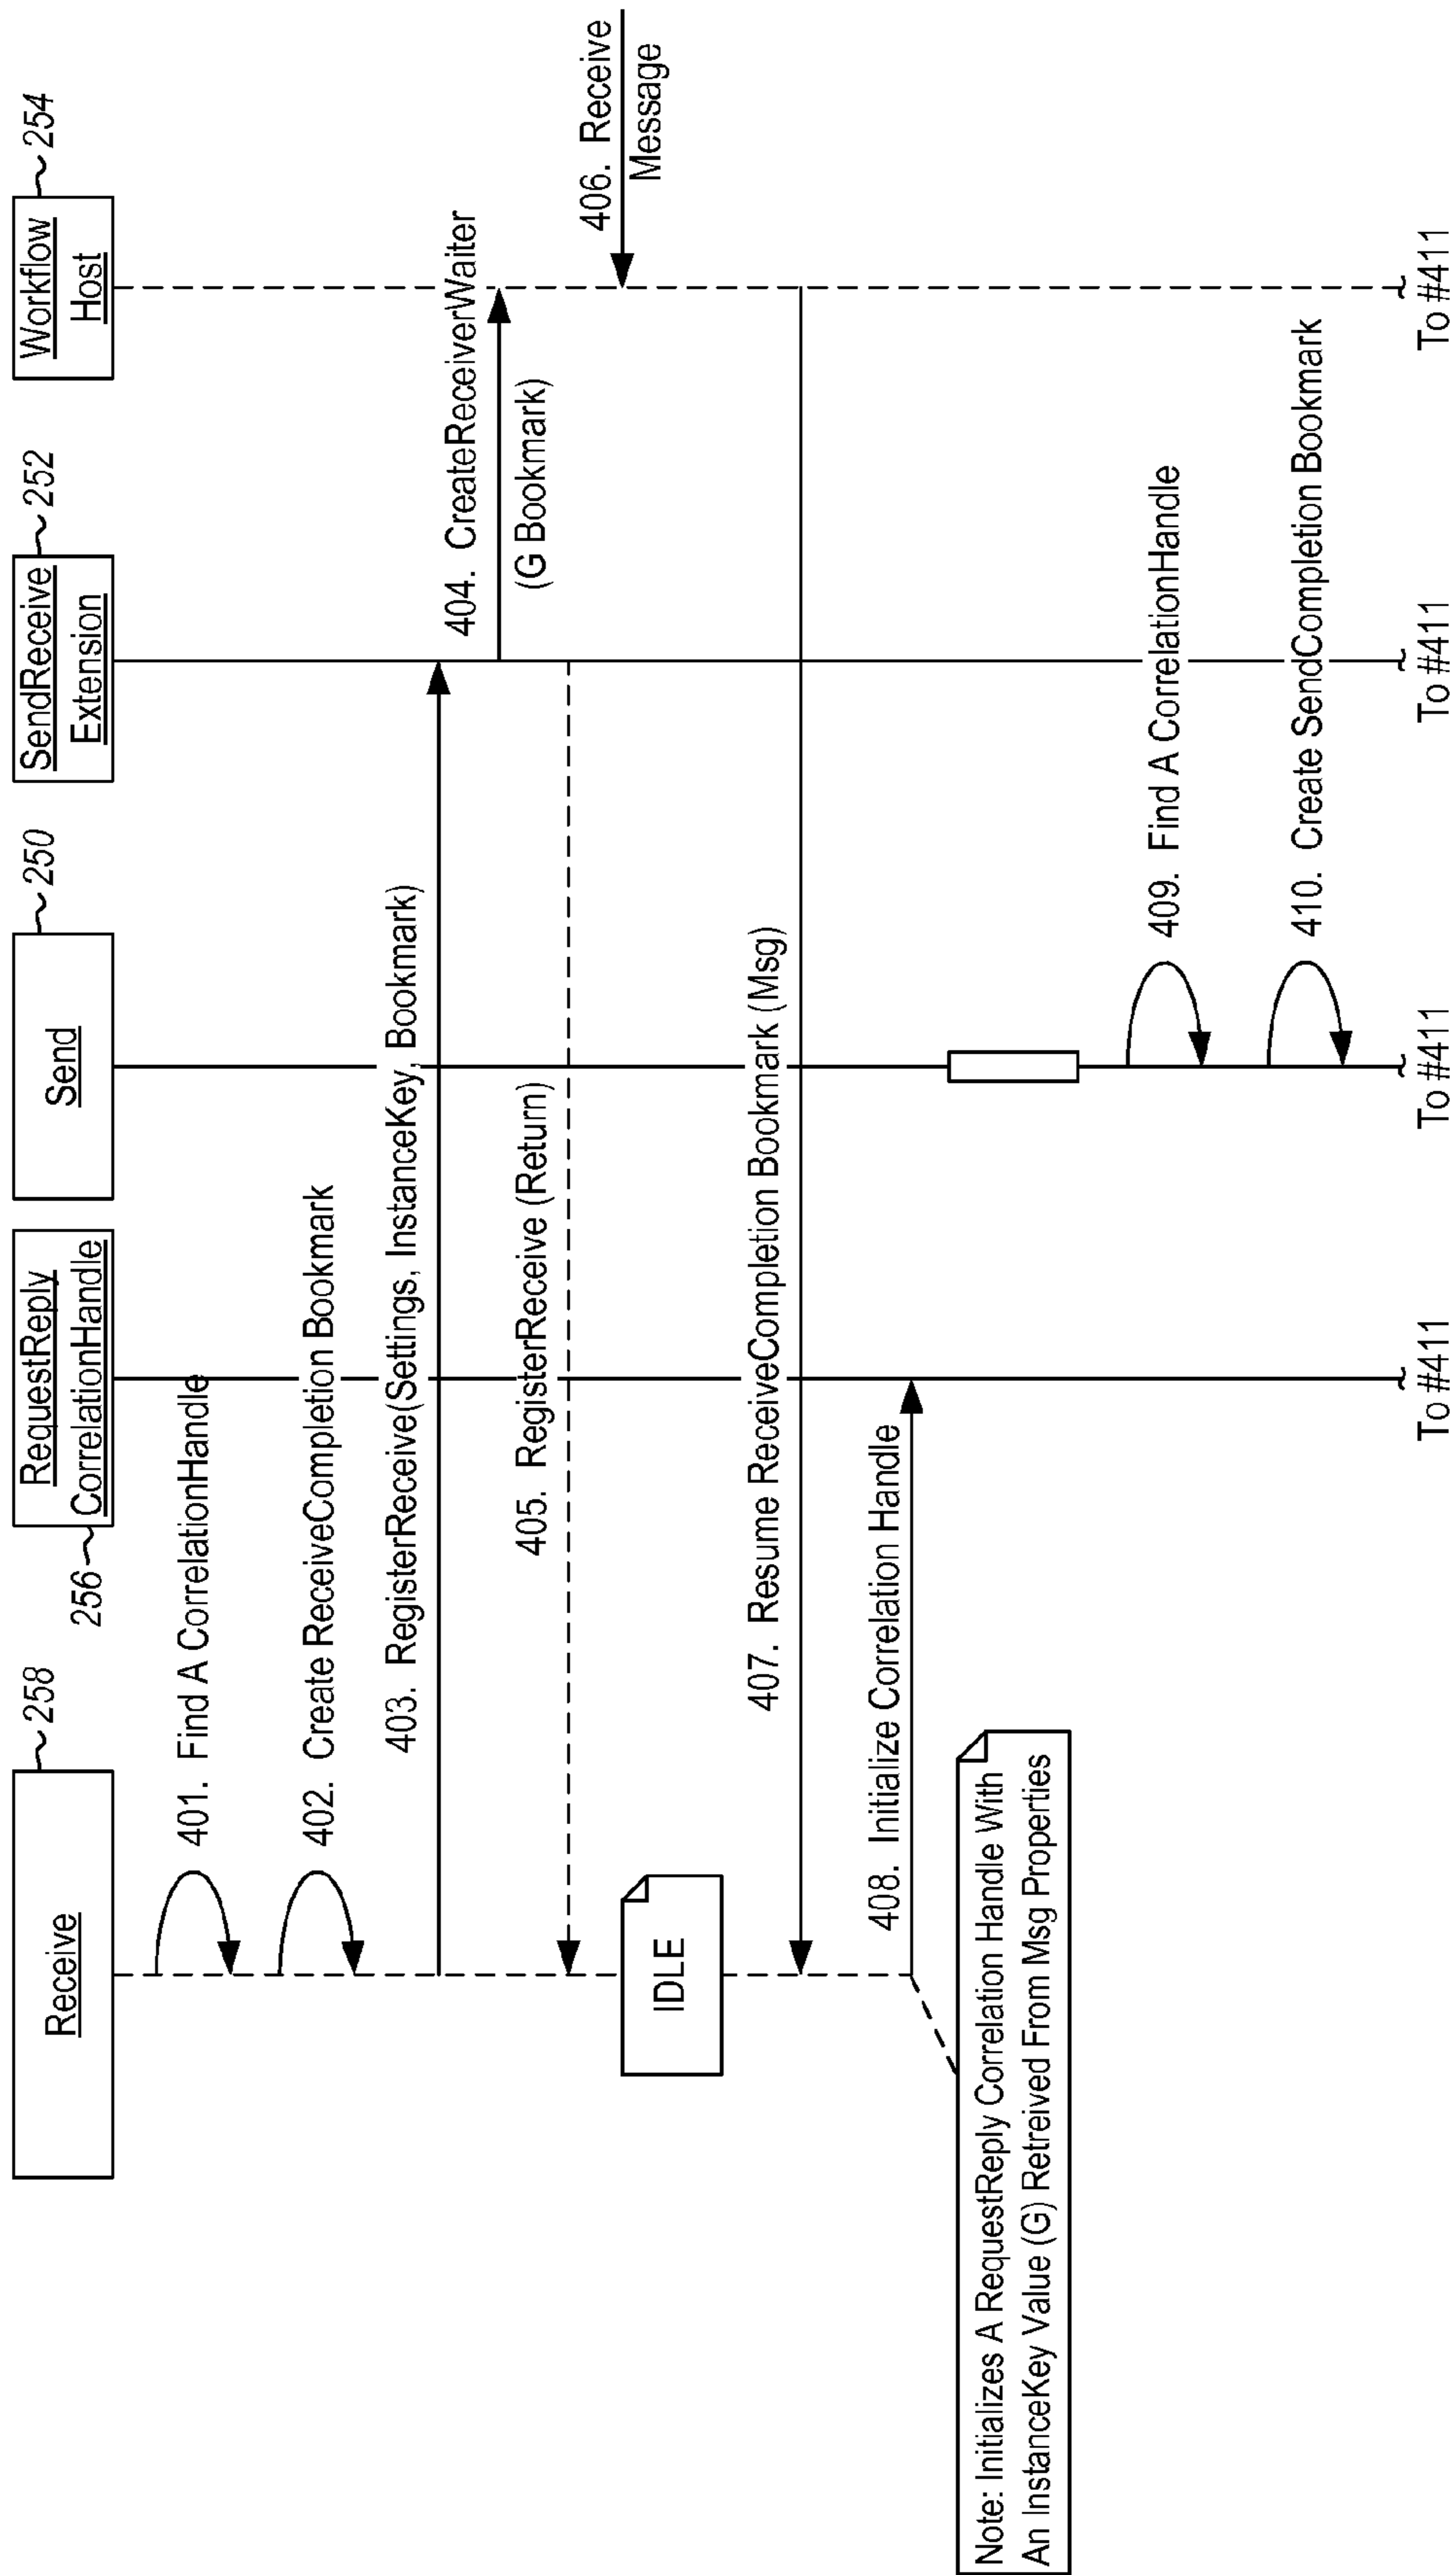 Receive
258
RequestReply
CorrelationHandle
256
Send
250
SendReceive
Extension
252
Workflow
Host
254
401. Find A CorrelationHandle
402. Create ReceiveCompletion Bookmark
403. RegisterReceive(Settings, InstanceKey, Bookmark)
404. CreateReceiverWaiter
(G Bookmark)
405. RegisterReceive (Return)
406. Receive
Message
IDLE
407. Resume ReceiveCompletion Bookmark (Msg)
408. Initialize Correlation Handle
Note: Initializes A RequestReply Correlation Handle With
An InstanceKey Value (G) Retreived From Msg Properties
409. Find A CorrelationHandle
410. Create SendCompletion Bookmark
To #411
To #411
To #411
To #411